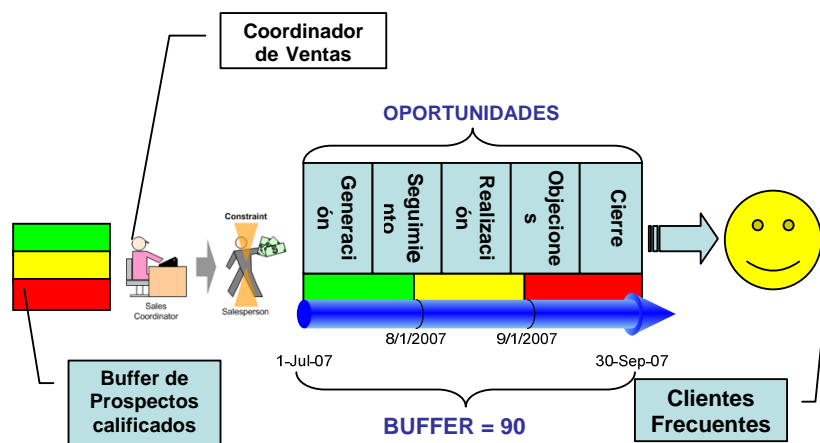 Coordinador
de Ventas
OPORTUNIDADES
Generaci
ón
Seguimie
nto
Realizaci
ón
Objecione
s
Cierre
Constraint
Sales
Coordinator
Salesperson
8/1/2007
9/1/2007
1-Jul-07
30-Sep-07
Buffer de
Prospectos
calificados
BUFFER = 90
Clientes
Frecuentes